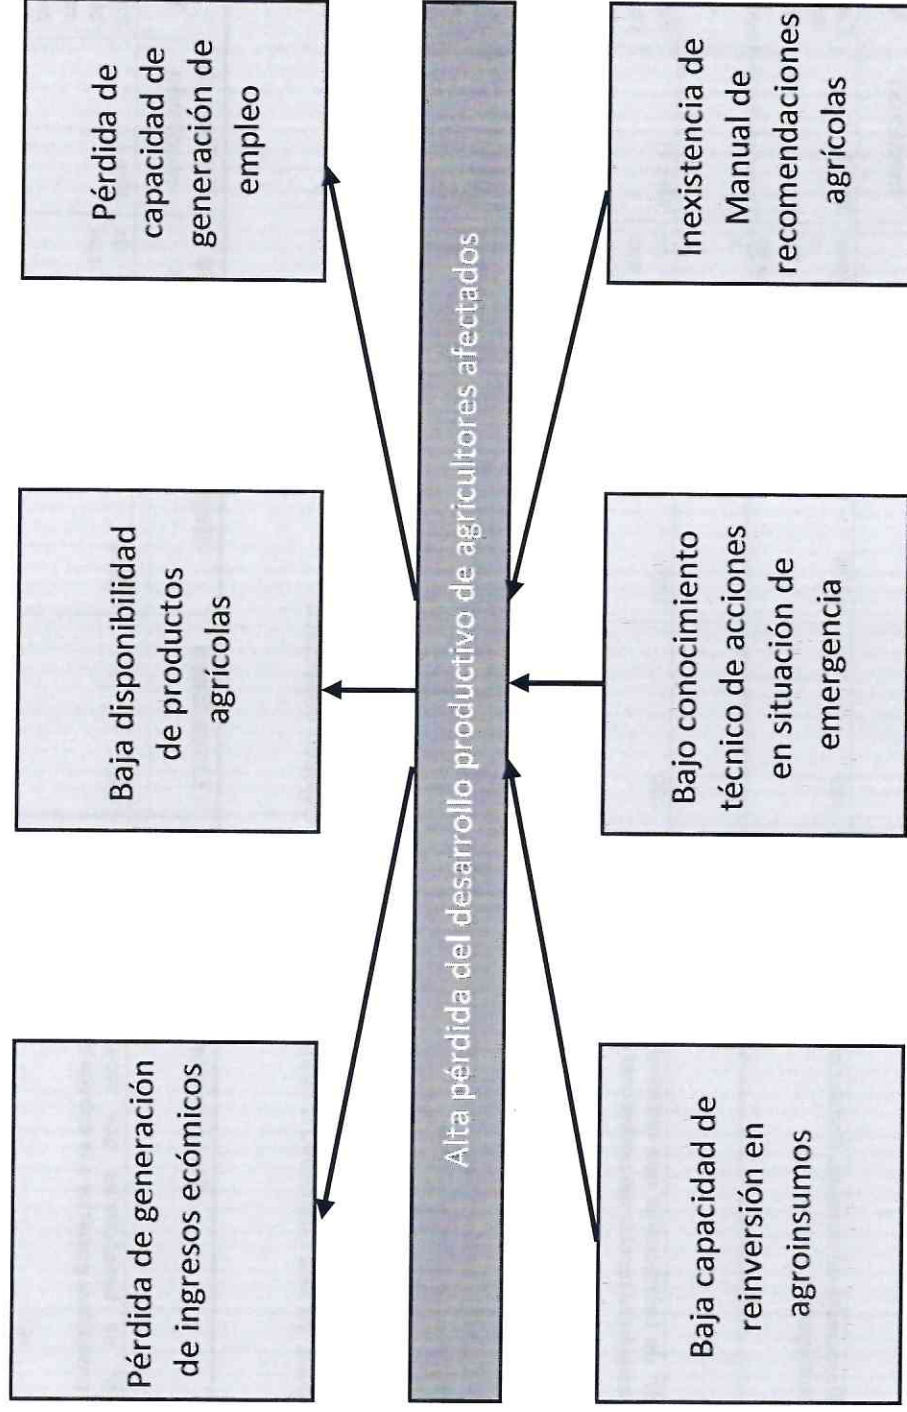 Pérdida de generación
de ingresos ecómicos
Baja disponibilidad
de productos
agrícolas
Pérdida de
capacidad de
generación de
empleo
Alta pérdida del desarrollo productivo de agricultores afectados
Baja capacidad de
reinversión en
agroinsumos
Bajo conocimiento
técnico de acciones
en situación de
emergencia
Inexistencia de
Manual de
recomendaciones
agrícolas